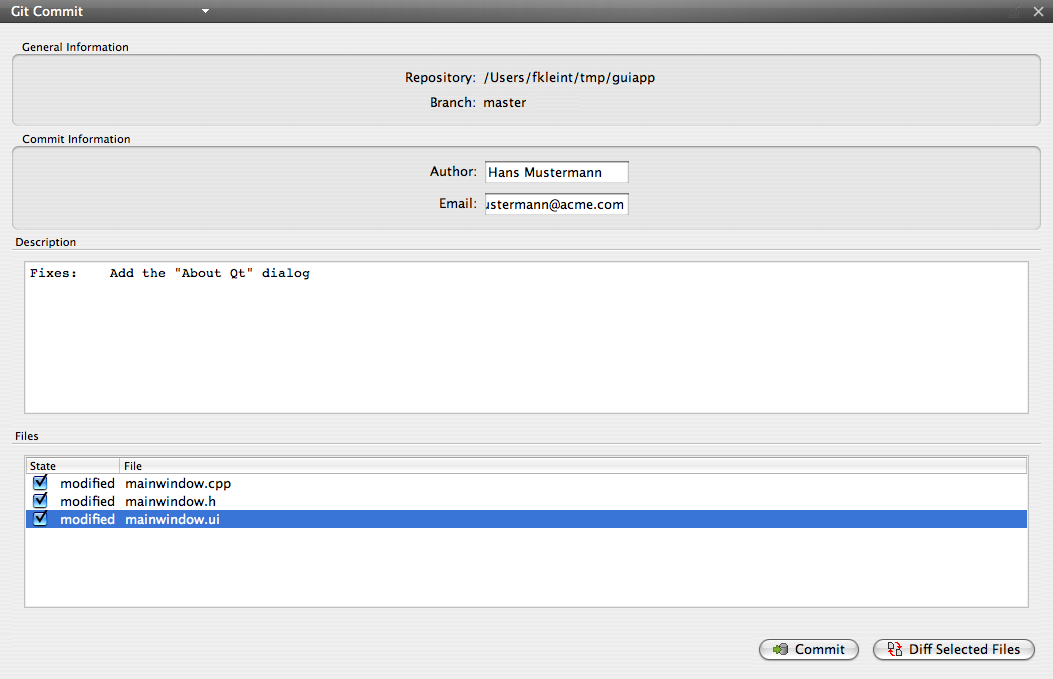 Git Commit
General Information
Repository: /Users/fkleint/tmp/guiapp
Branch: master
Commit Information
Author: Hans Mustermann
Email: ustermann@acme.com
Description
Fixes: Add the "About Qt" dialog
Files
State File
modified mainwindow.cpp
modified mainwindow.h
modified mainwindow.ui
Commit Diff Selected Files